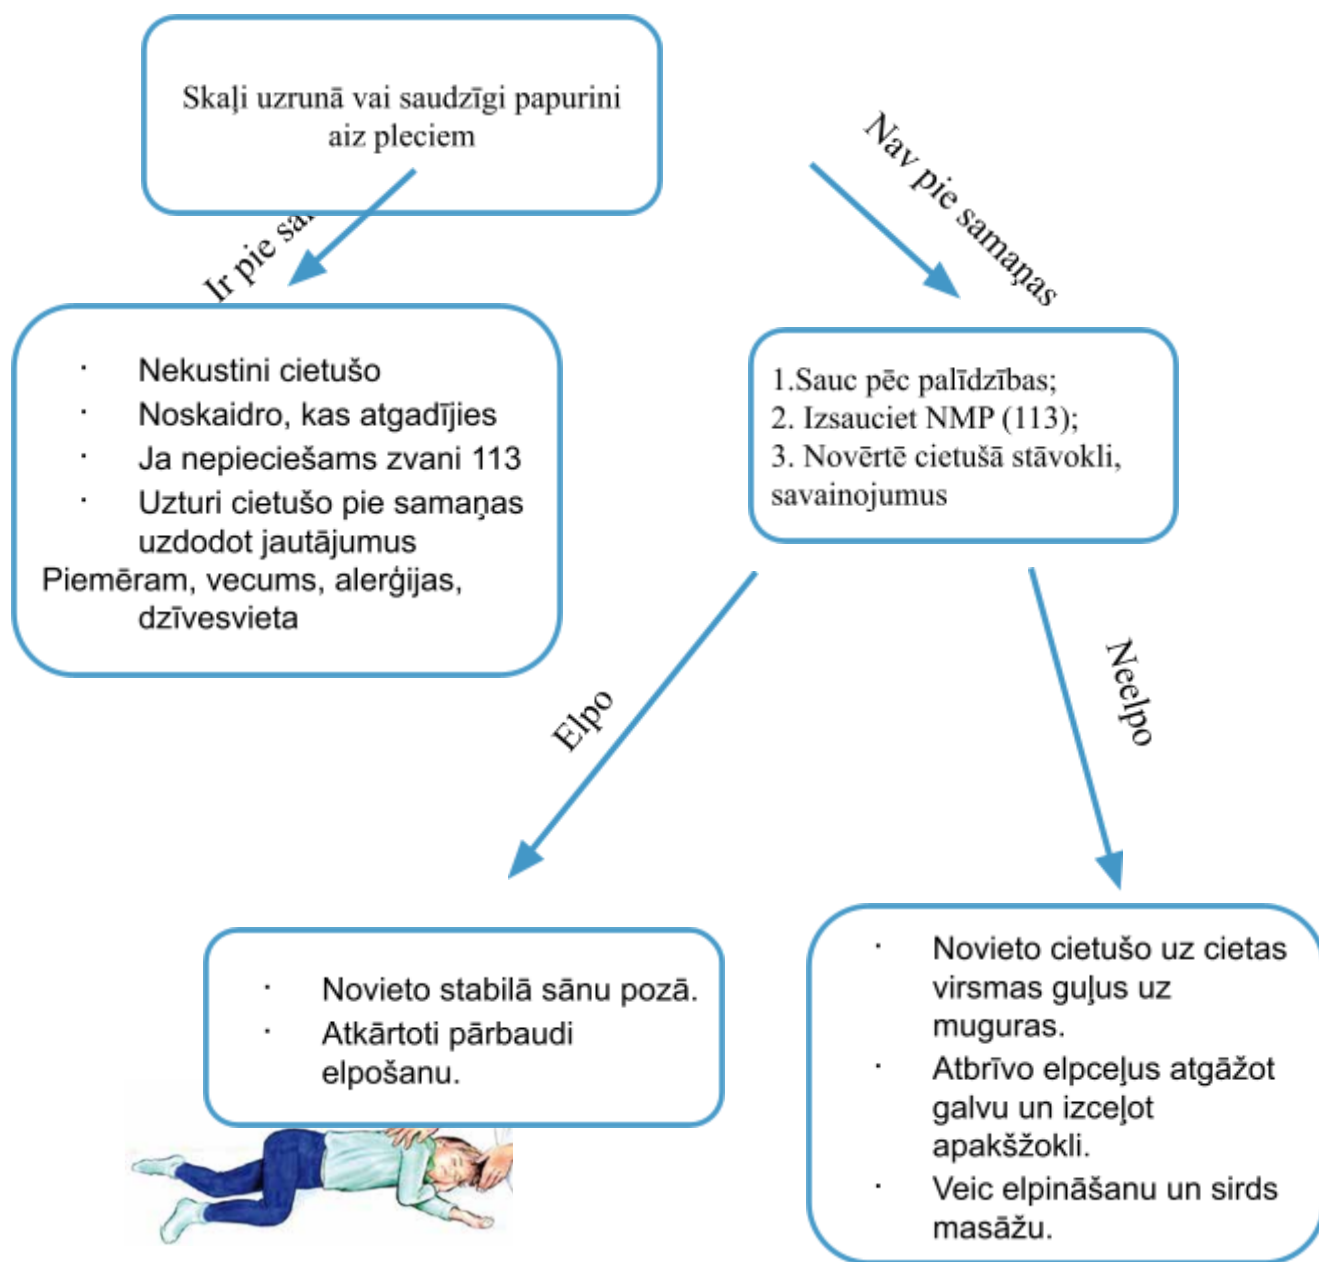 Skaļi uzrunā vai saudzīgi papurini
aiz pleciem
Ir pie
Nav pie samaņas
· Nekustini cietušo
· Noskaidro, kas atgadījies
· Ja nepieciešams zvani 113
· Uzturi cietušo pie samaņas
uzdodot jautājumus
Piemēram, vecums, alerģijas,
dzīvesvieta
1.Sauc pēc palīdzības;
2. Izsauciet NMP (113);
3. Novērtē cietušā stāvokli,
savainojumus
Elpo
Neelpo
· Novieto stabilā sānu pozā.
· Atkārtoti pārbaudi
elpošanu.
· Novieto cietušo uz cietas
virsmas guļus uz
muguras.
· Atbrīvo elpceļus atgāžot
galvu un izceļot
apakšžokli.
· Veic elpināšanu un sirds
masāžu.